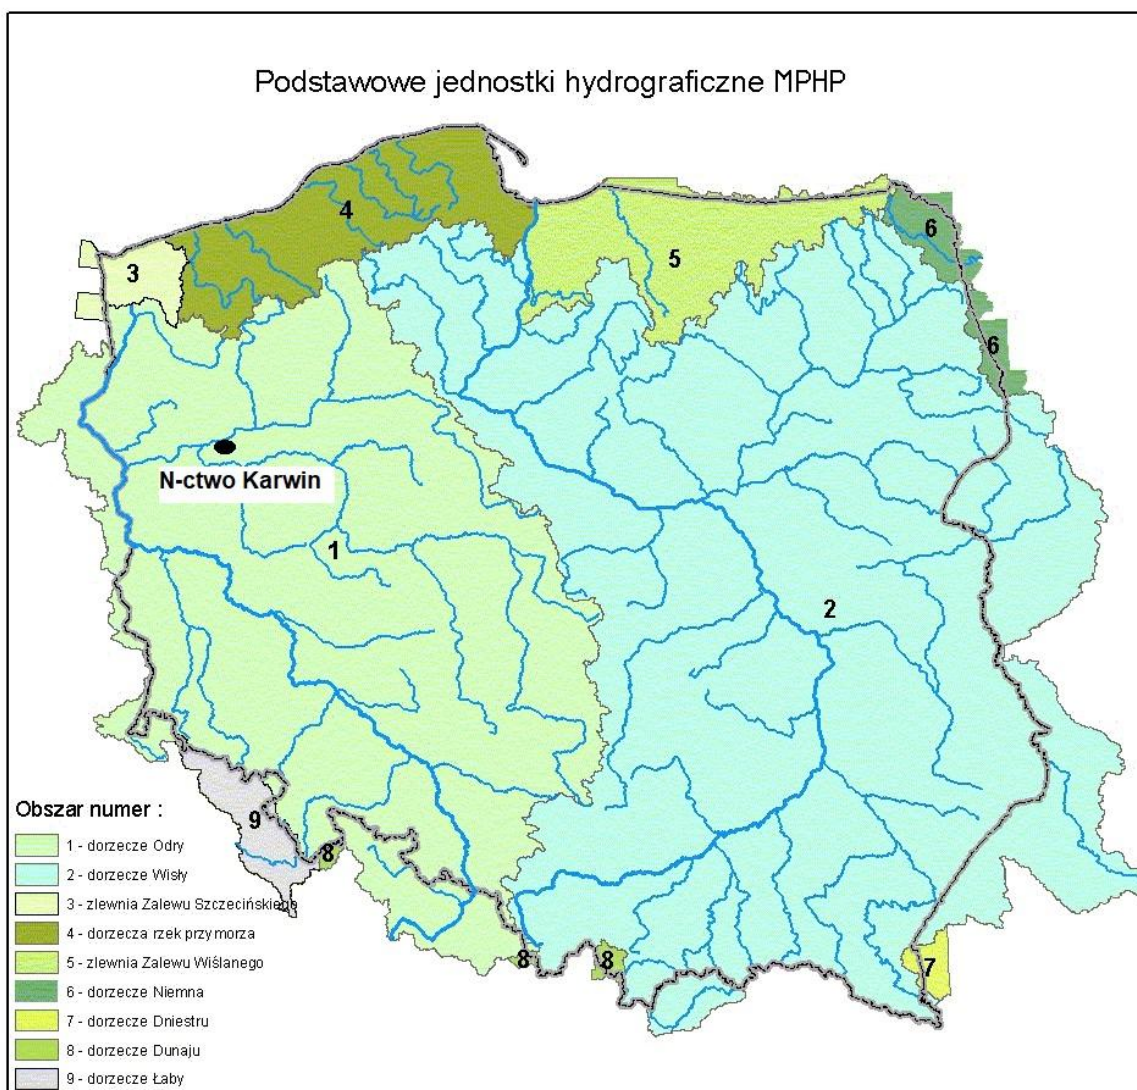 Podstawowe jednostki hydrograficzne MPHP
4
6
5
3
6
N-ctwo Karwin
1
2
Obszar numer :
9
1 - dorzecze Odry
8
2 - dorzecze Wisły
3 - zlewnia Zalewu Szczecińskiego
4 - dorzecza rzek przymorza
5 - zlewnia Zalewu Wiślanego
8
8
7
6 - dorzecze Niemna
7 - dorzecze Dniestru
8 - dorzecze Dunaju
9 - dorzecze Łaby